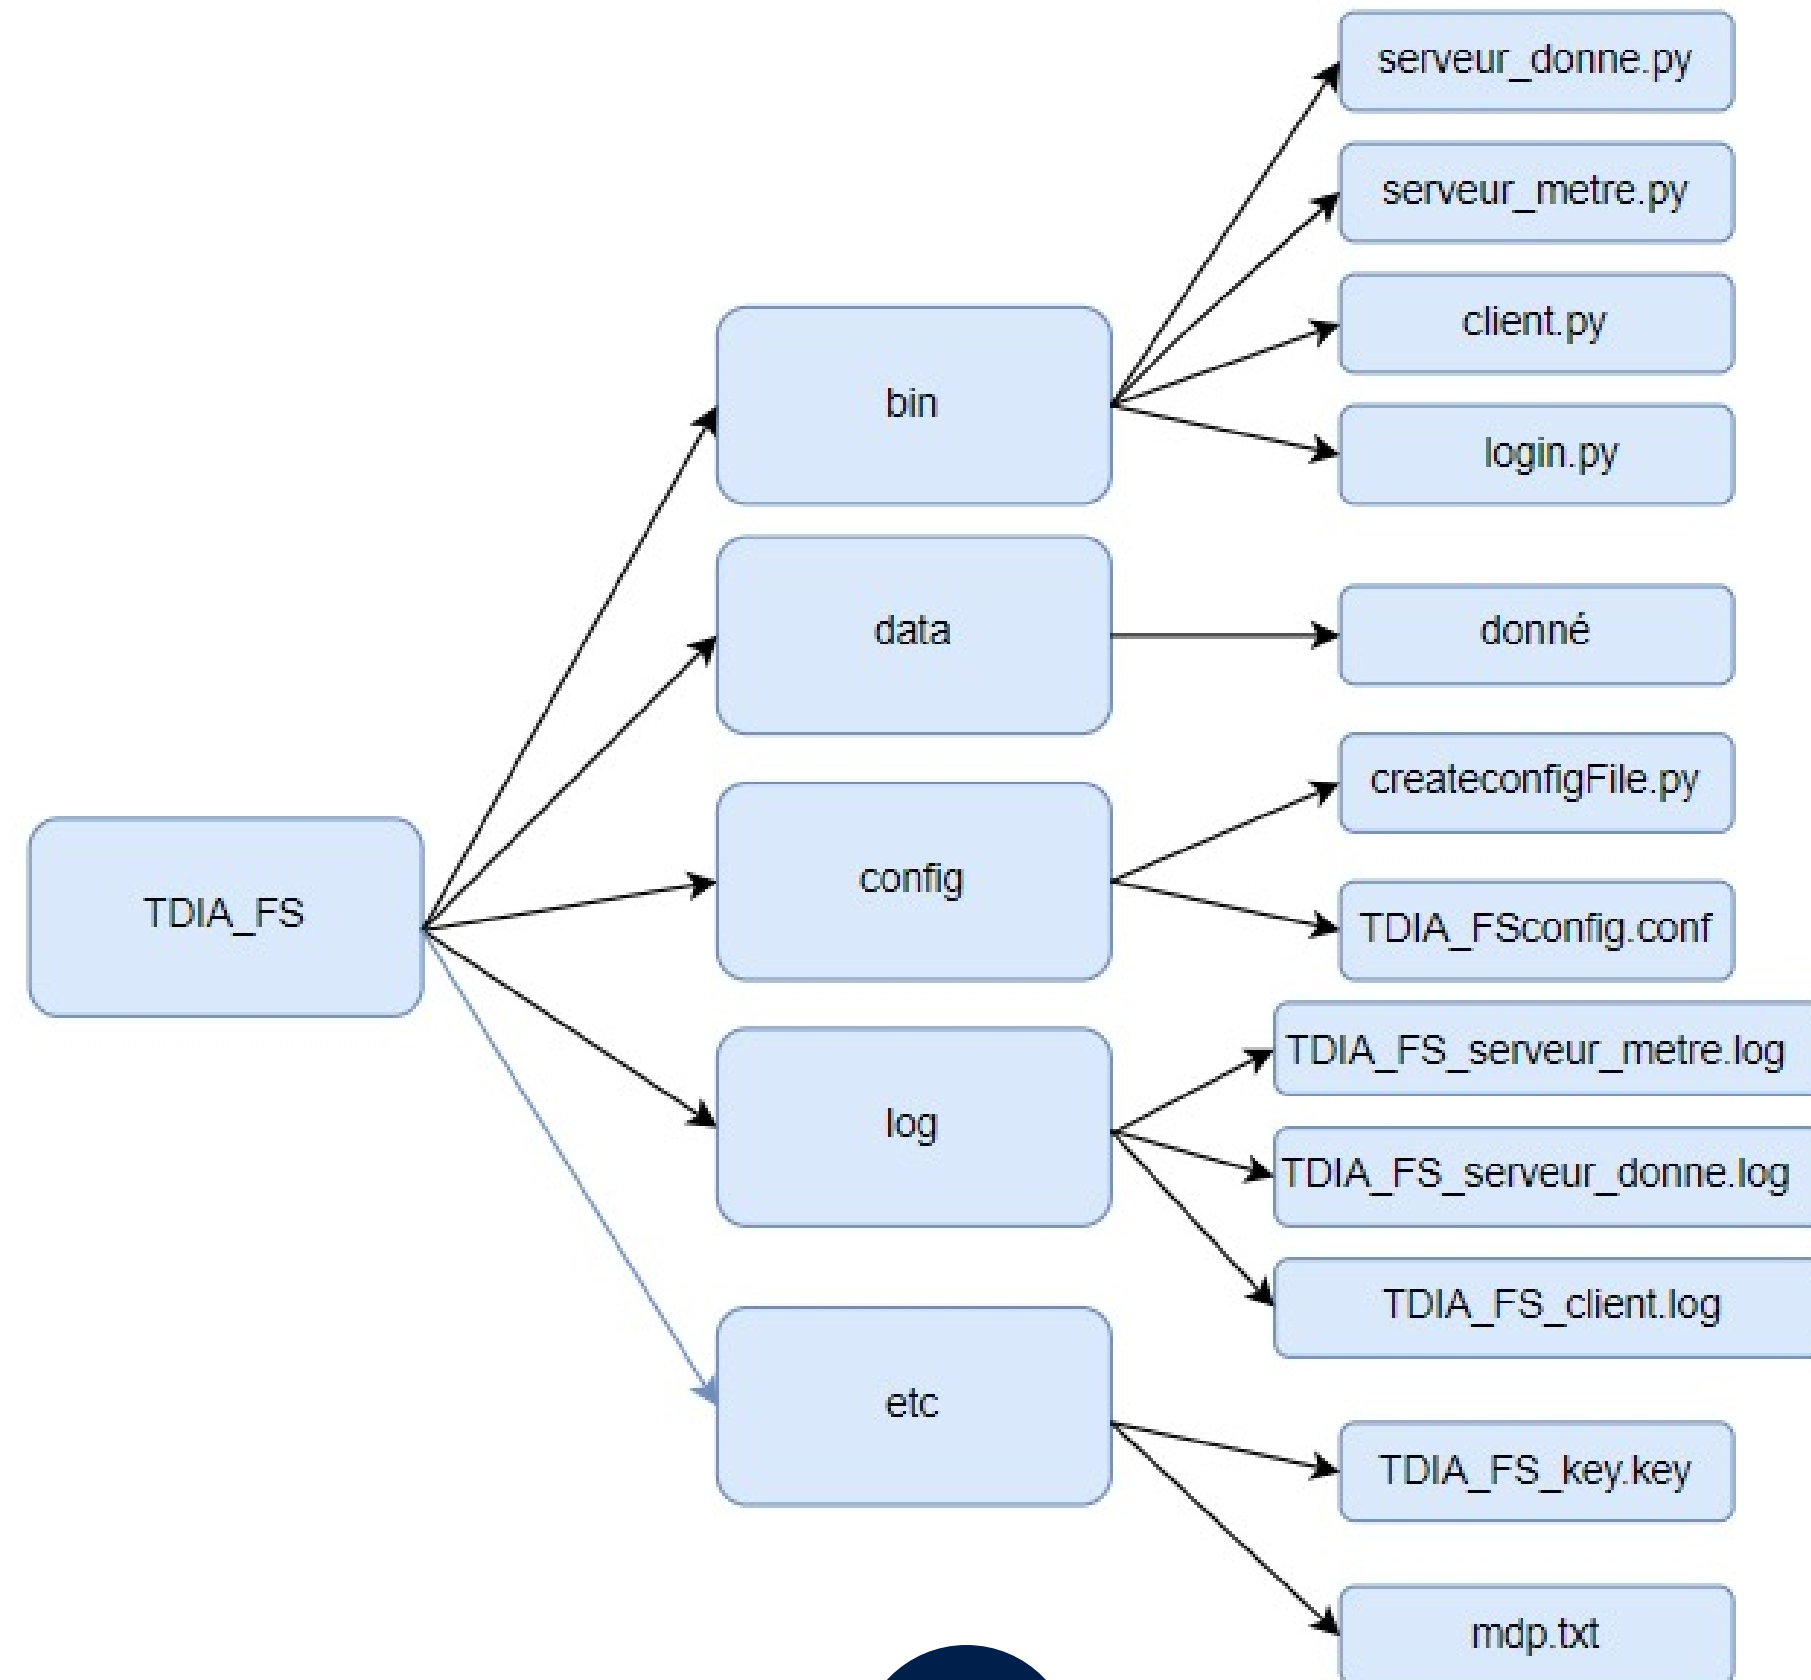 TDIA_FS
bin
serveur_donne.py
serveur_metre.py
client.py
login.py
data
donné
config
createconfigFile.py
TDIA_FSconfig.conf
log
TDIA_FS_serveur_metre.log
TDIA_FS_serveur_donne.log
TDIA_FS_client.log
etc
TDIA_FS_key.key
mdp.txt